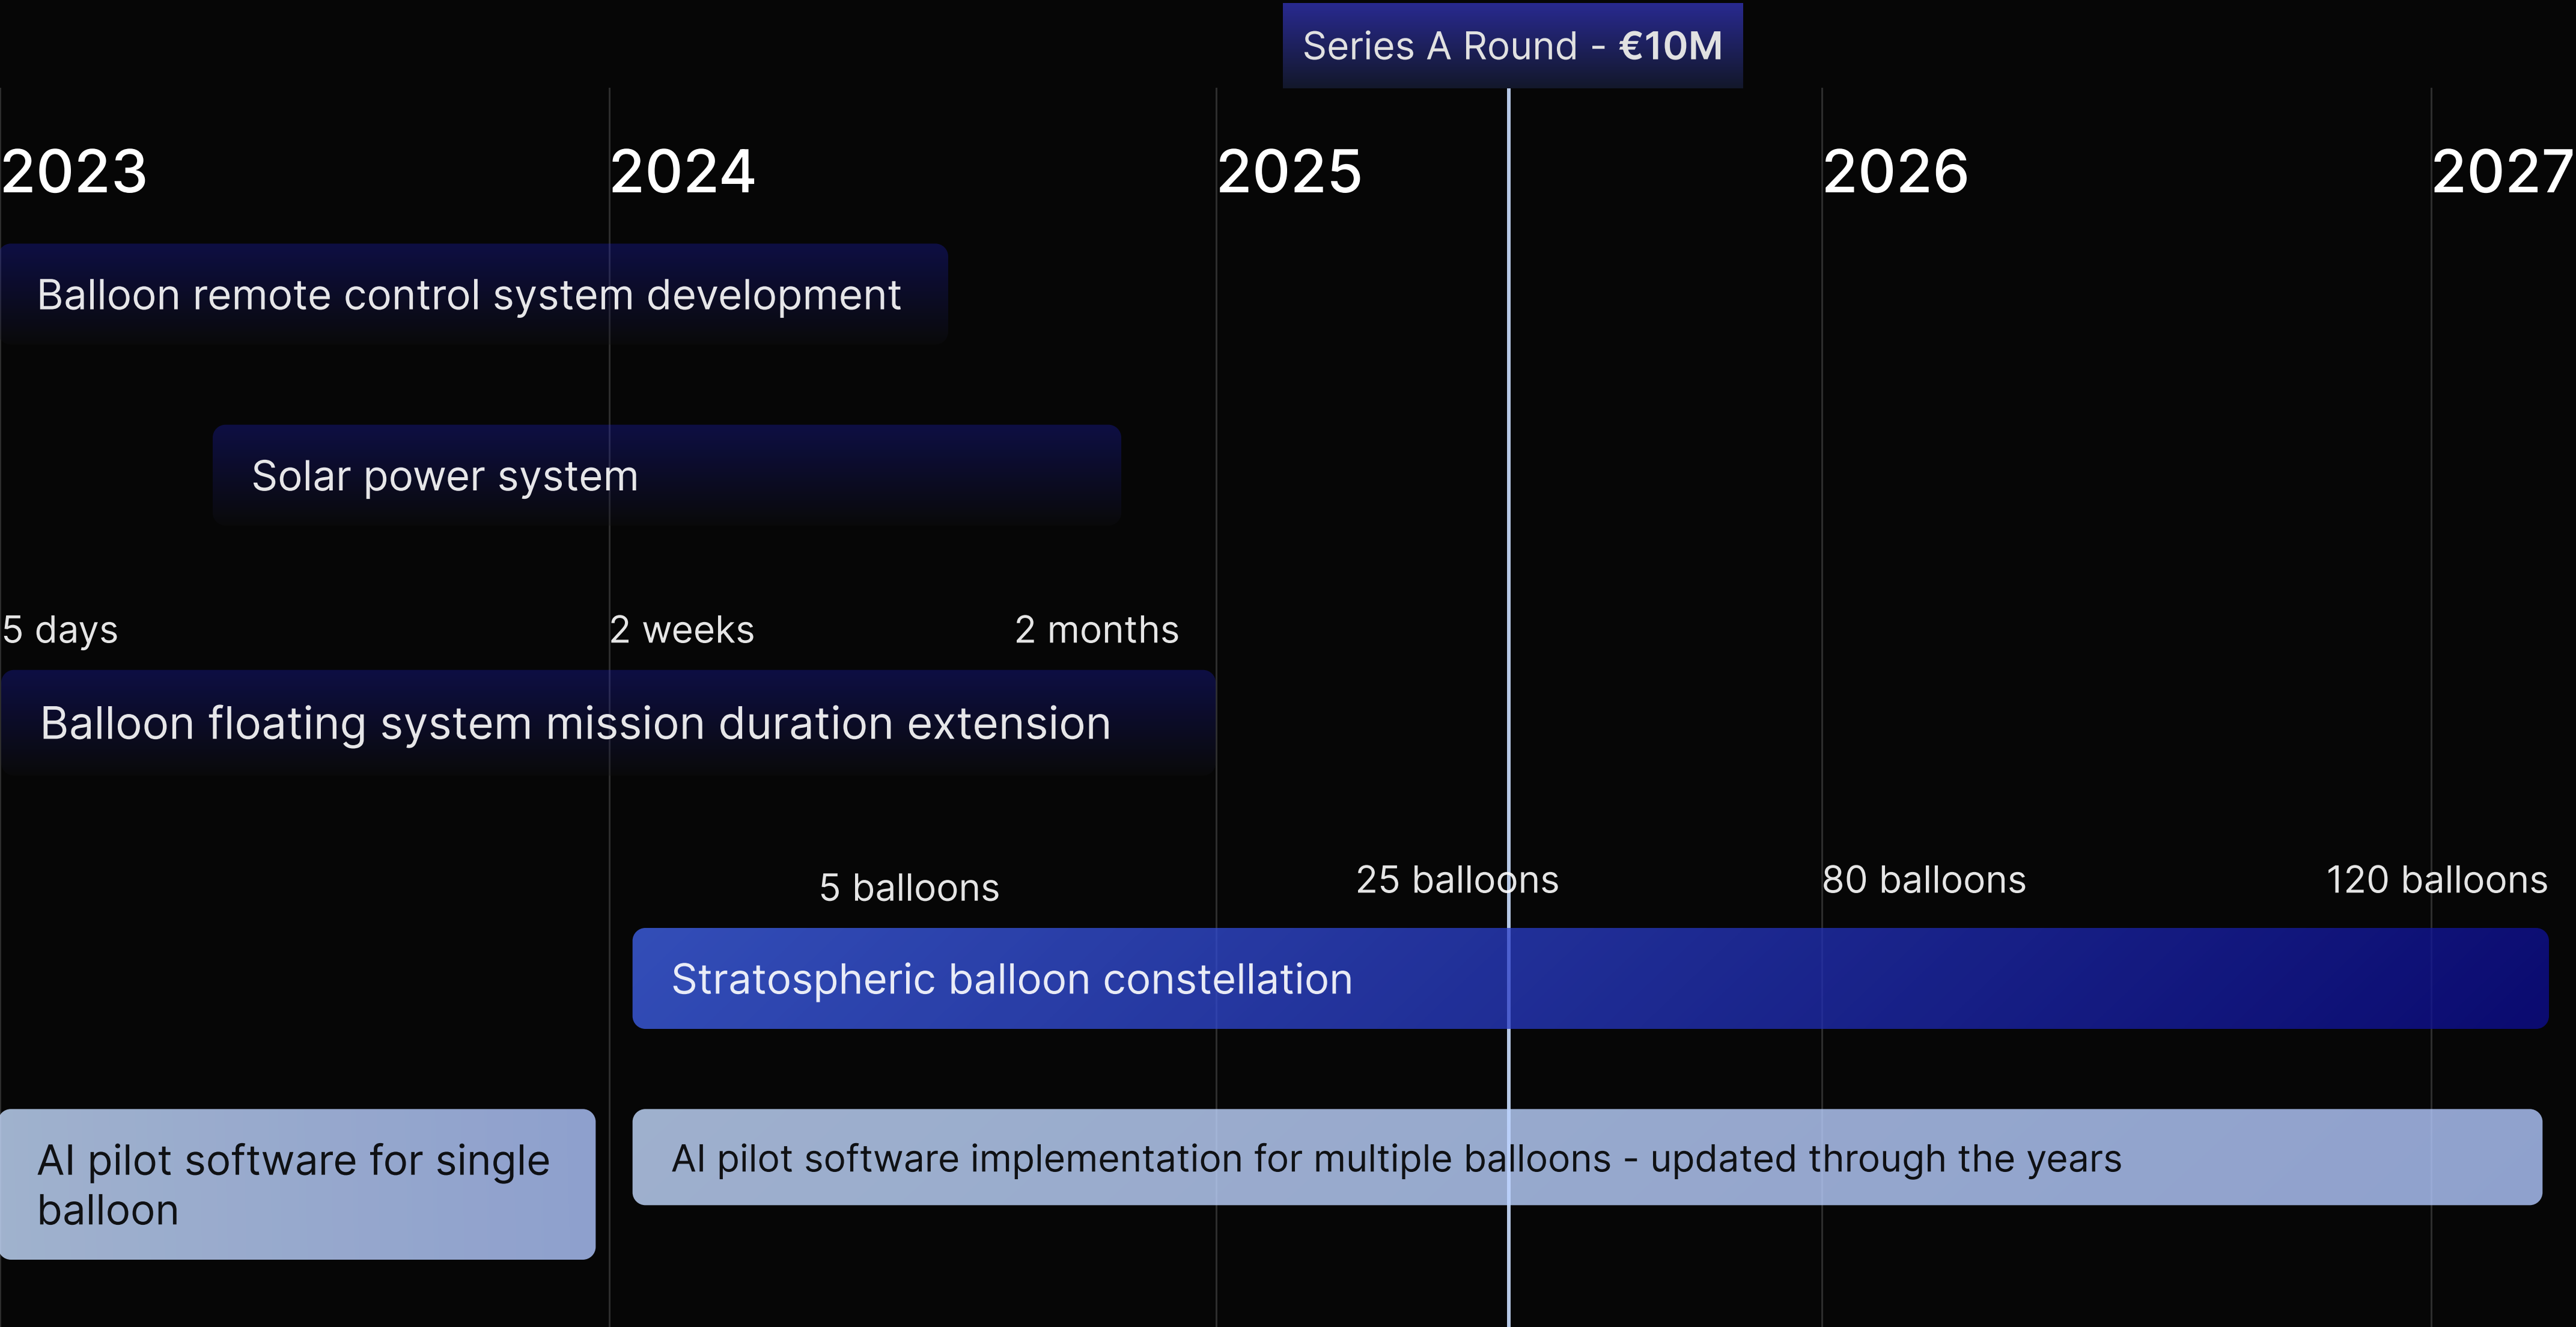 Series A Round - €10M
2023 2024 2025 2026 2027
Balloon remote control system development
Solar power system
5 days 2 weeks 2 months
Balloon floating system mission duration extension
5 balloons 25 balloons 80 balloons 120 balloons
Stratospheric balloon constellation
AI pilot software for single
balloon
AI pilot software implementation for multiple balloons - updated through the years